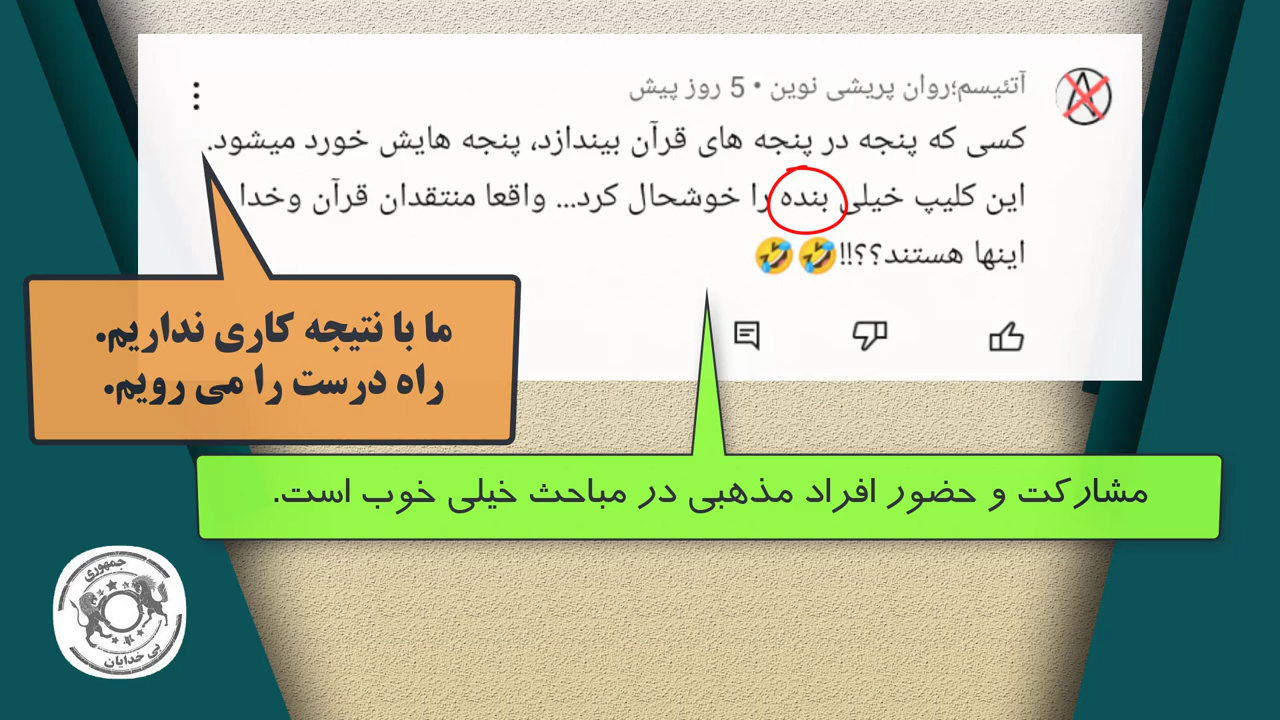 آتئیسم؛روان پریشی نوین • 5 روز پیش
کسی که پنجه در پنجه های قرآن بیندازد، پنجه هایش خورد میشود.
این کلیپ خیلی بنده را خوشحال کرد... واقعا منتقدان قرآن وخدا
اینها هستند؟؟!!🤣🤣
ما با نتیجه کاری نداریم.
راه درست را می رویم.
مشارکت و حضور افراد مذهبی در مباحث خیلی خوب است.
جمهوری
بی خدایان